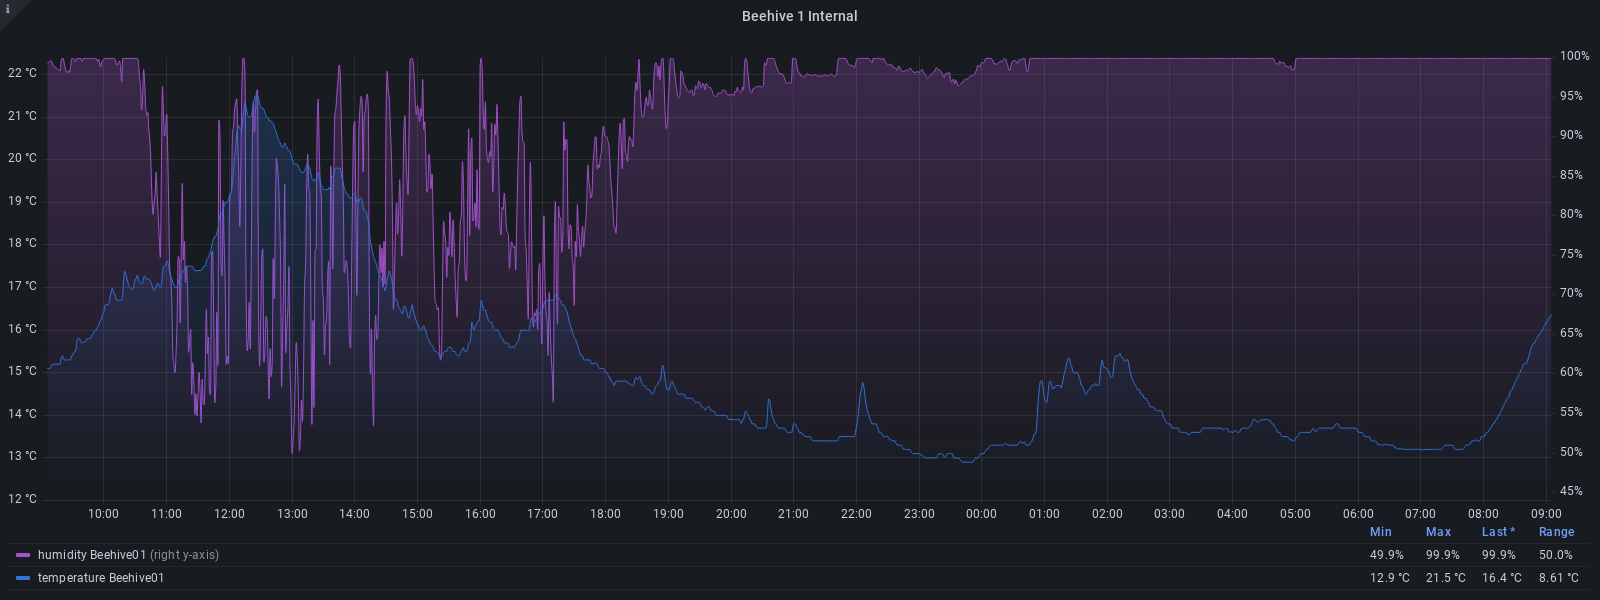 i
Beehive 1 Internal
22 °C
21 °C
20 °C
19 °C
18 °C
17 °C
16 °C
15 °C
14 °C
13 °C
12 °C
100%
95%
90%
85%
80%
75%
70%
65%
60%
55%
50%
45%
10:00 11:00 12:00 13:00 14:00 15:00 16:00 17:00 18:00 19:00 20:00 21:00 22:00 23:00 00:00 01:00 02:00 03:00 04:00 05:00 06:00 07:00 08:00 09:00
Min Max Last * Range
humidity Beehive01 (right y-axis) 49.9% 99.9% 99.9% 50.0%
temperature Beehive01 12.9 °C 21.5 °C 16.4 °C 8.61 °C